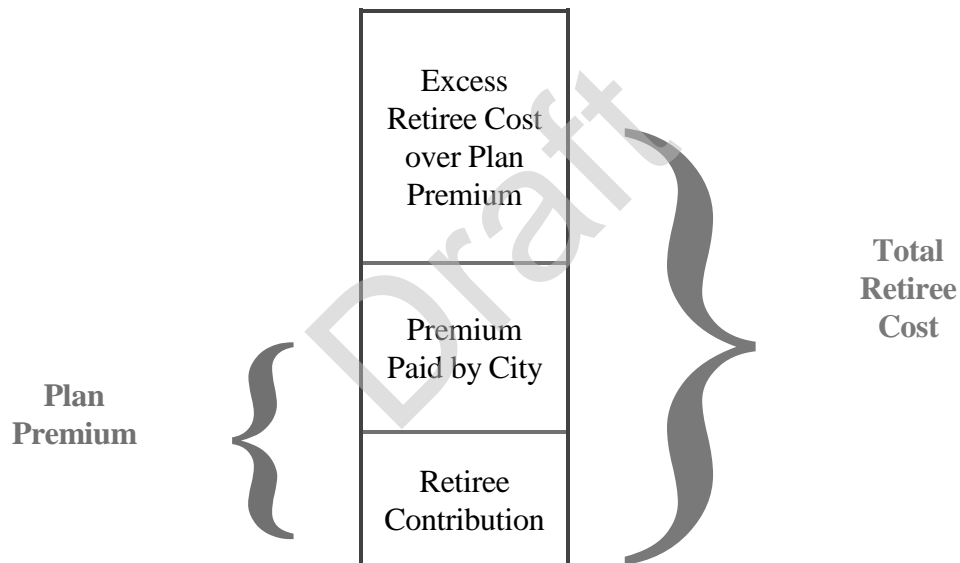 Excess
Retiree Cost
over Plan
Premium
Draft
Total
Retiree
Cost
Premium
Paid by City
Plan
Premium
Retiree
Contribution